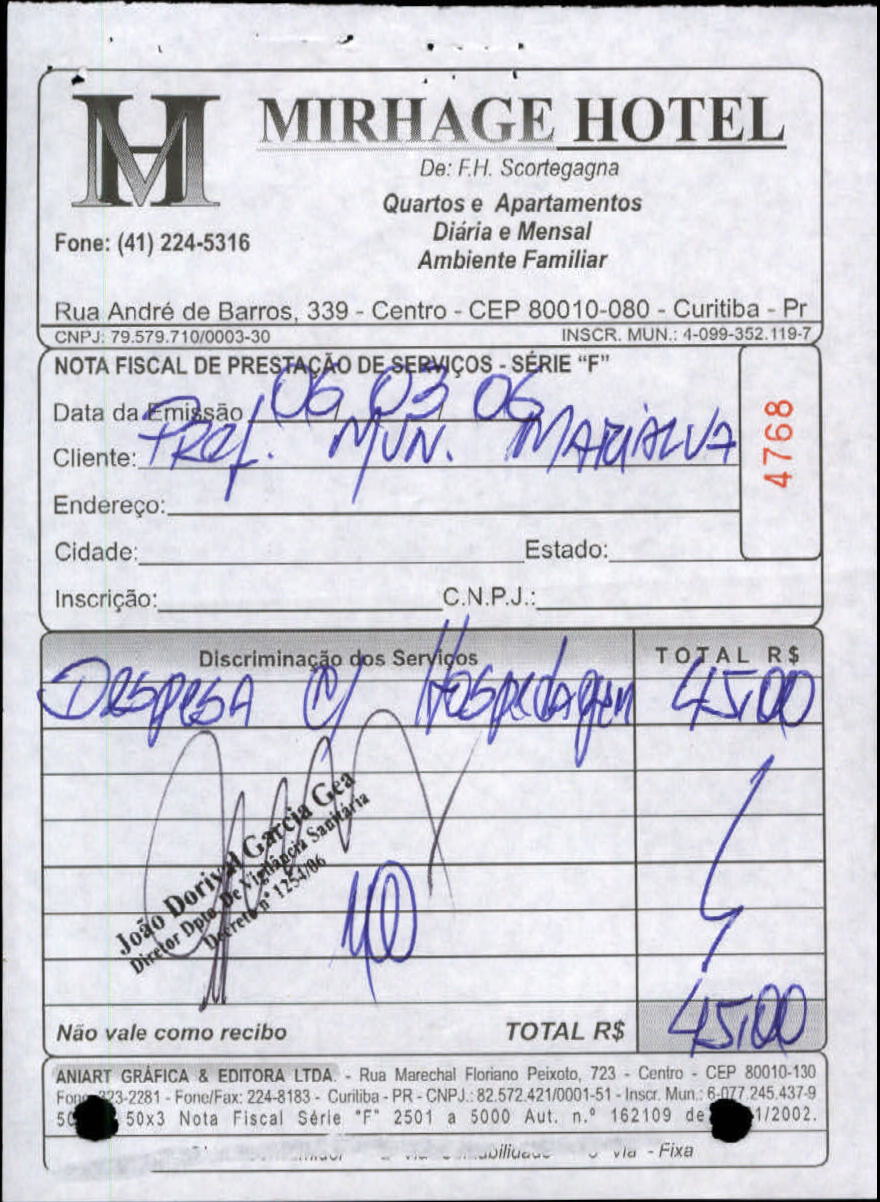 MIRHAGE HOTEL
De: F.H. Scortegagna
Quartos e Apartamentos
Diária e Mensal
Ambiente Familiar
Fone: (41) 224-5316
Rua André de Barros, 339 - Centro - CEP 80010-080 - Curitiba - Pr
CNPJ: 79.579.710/0003-30 INSCR. MUN.: 4-099-352.119-7
NOTA FISCAL DE PRESTAÇÃO DE SERVIÇOS - SÉRIE “F”
Data da Emissão 06 03 06
Cliente: Pref. MUN. MARIALVA
4768
Endereço:
Cidade: Estado:
Inscrição: C.N.P.J.:
Discriminação dos Serviços TOTAL R$
Despesa c/ Hospedagem 45,00
João Dorival Garcia Gea
Diretor Dpto. De Vigilância Sanitária
Decreto nº 1254/06
Não vale como recibo TOTAL R$ 45,00
ANIART GRÁFICA & EDITORA LTDA. - Rua Marechal Floriano Peixoto, 723 - Centro - CEP 80010-130
223-2281 - Fone/Fax: 224-8183 - Curitiba - PR - CNPJ.: 82.572.421/0001-51 - Inscr. Mun.: 6-077.245.437-9
50x3 Nota Fiscal Série "F" 2501 a 5000 Aut. n.º 162109 de 1/2002.
via - Fixa